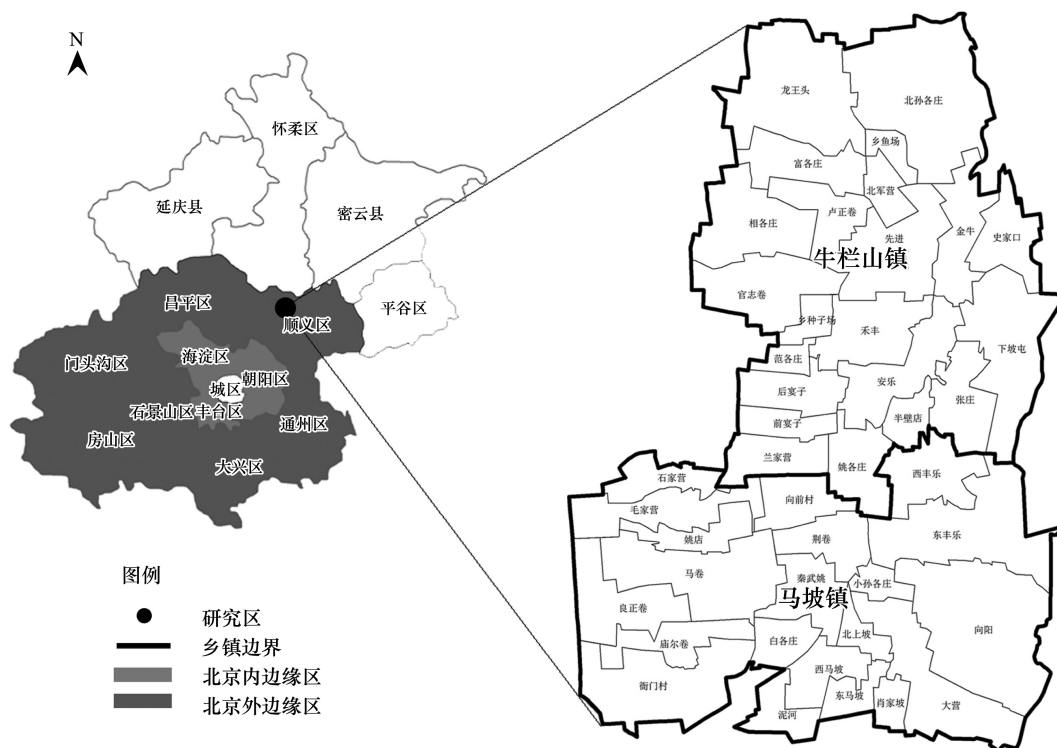 N
怀柔区
延庆县
密云县
平谷区
昌平区
顺义区
门头沟区
海淀区
朝阳区
城区
石景山区
丰台区
通州区
房山区
大兴区
图例
研究区
乡镇边界
北京内边缘区
北京外边缘区
龙王头
北孙各庄
乡鱼场
富各庄
北军营
卢正卷
相各庄
先进
金牛
史家口
牛栏山镇
官志卷
乡种子场
禾丰
下坡屯
范各庄
后宴子
安乐
张庄
半壁店
前宴子
兰家营
姚各庄
西丰乐
石家营
向前村
毛家营
姚店
荆卷
东丰乐
马卷
秦武姚
小孙各庄
马坡镇
良正卷
向阳
庙尔卷
白各庄
北上坡
西马坡
衙门村
东马坡
肖家坡
大营
泥河